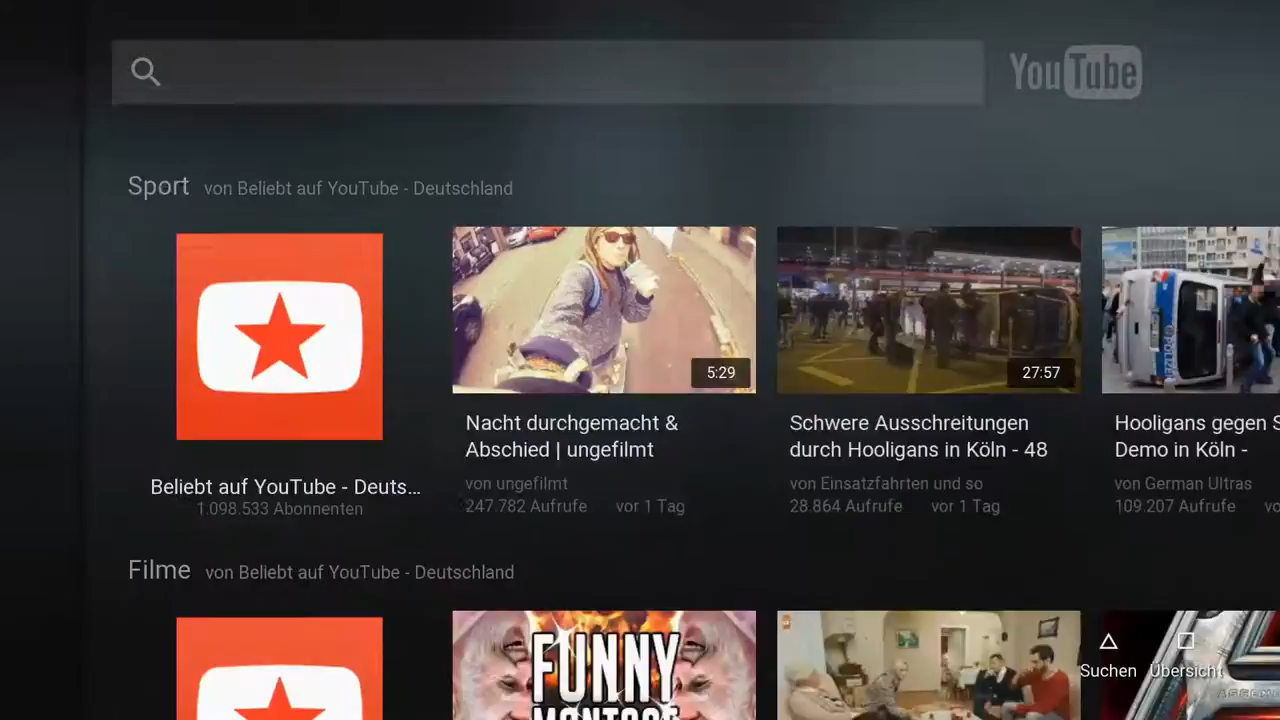 YouTube
Sport von Beliebt auf YouTube - Deutschland
5:29
27:57
Nacht durchgemacht &
Abschied | ungefilmt
von ungefilmt
247.782 Aufrufe vor 1 Tag
Schwere Ausschreitungen
durch Hooligans in Köln - 48
von Einsatzfahrten und so
28.864 Aufrufe vor 1 Tag
Hooligans gegen S
Demo in Köln -
von German Ultras
109.207 Aufrufe
Beliebt auf YouTube - Deuts...
1.098.533 Abonnenten
Filme von Beliebt auf YouTube - Deutschland
FUNNY
MONTAGE
Suchen Übersicht